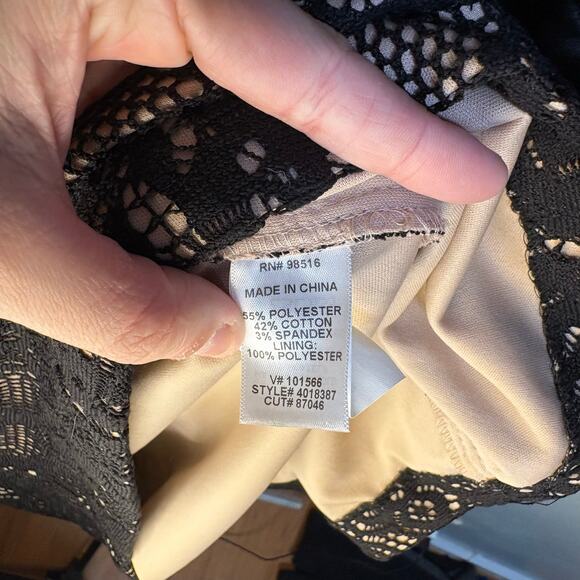 RN# 98516
MADE IN CHINA
55% POLYESTER
42% COTTON
3% SPANDEX
LINING:
100% POLYESTER
V# 101566
STYLE# 4018387
CUT# 87046